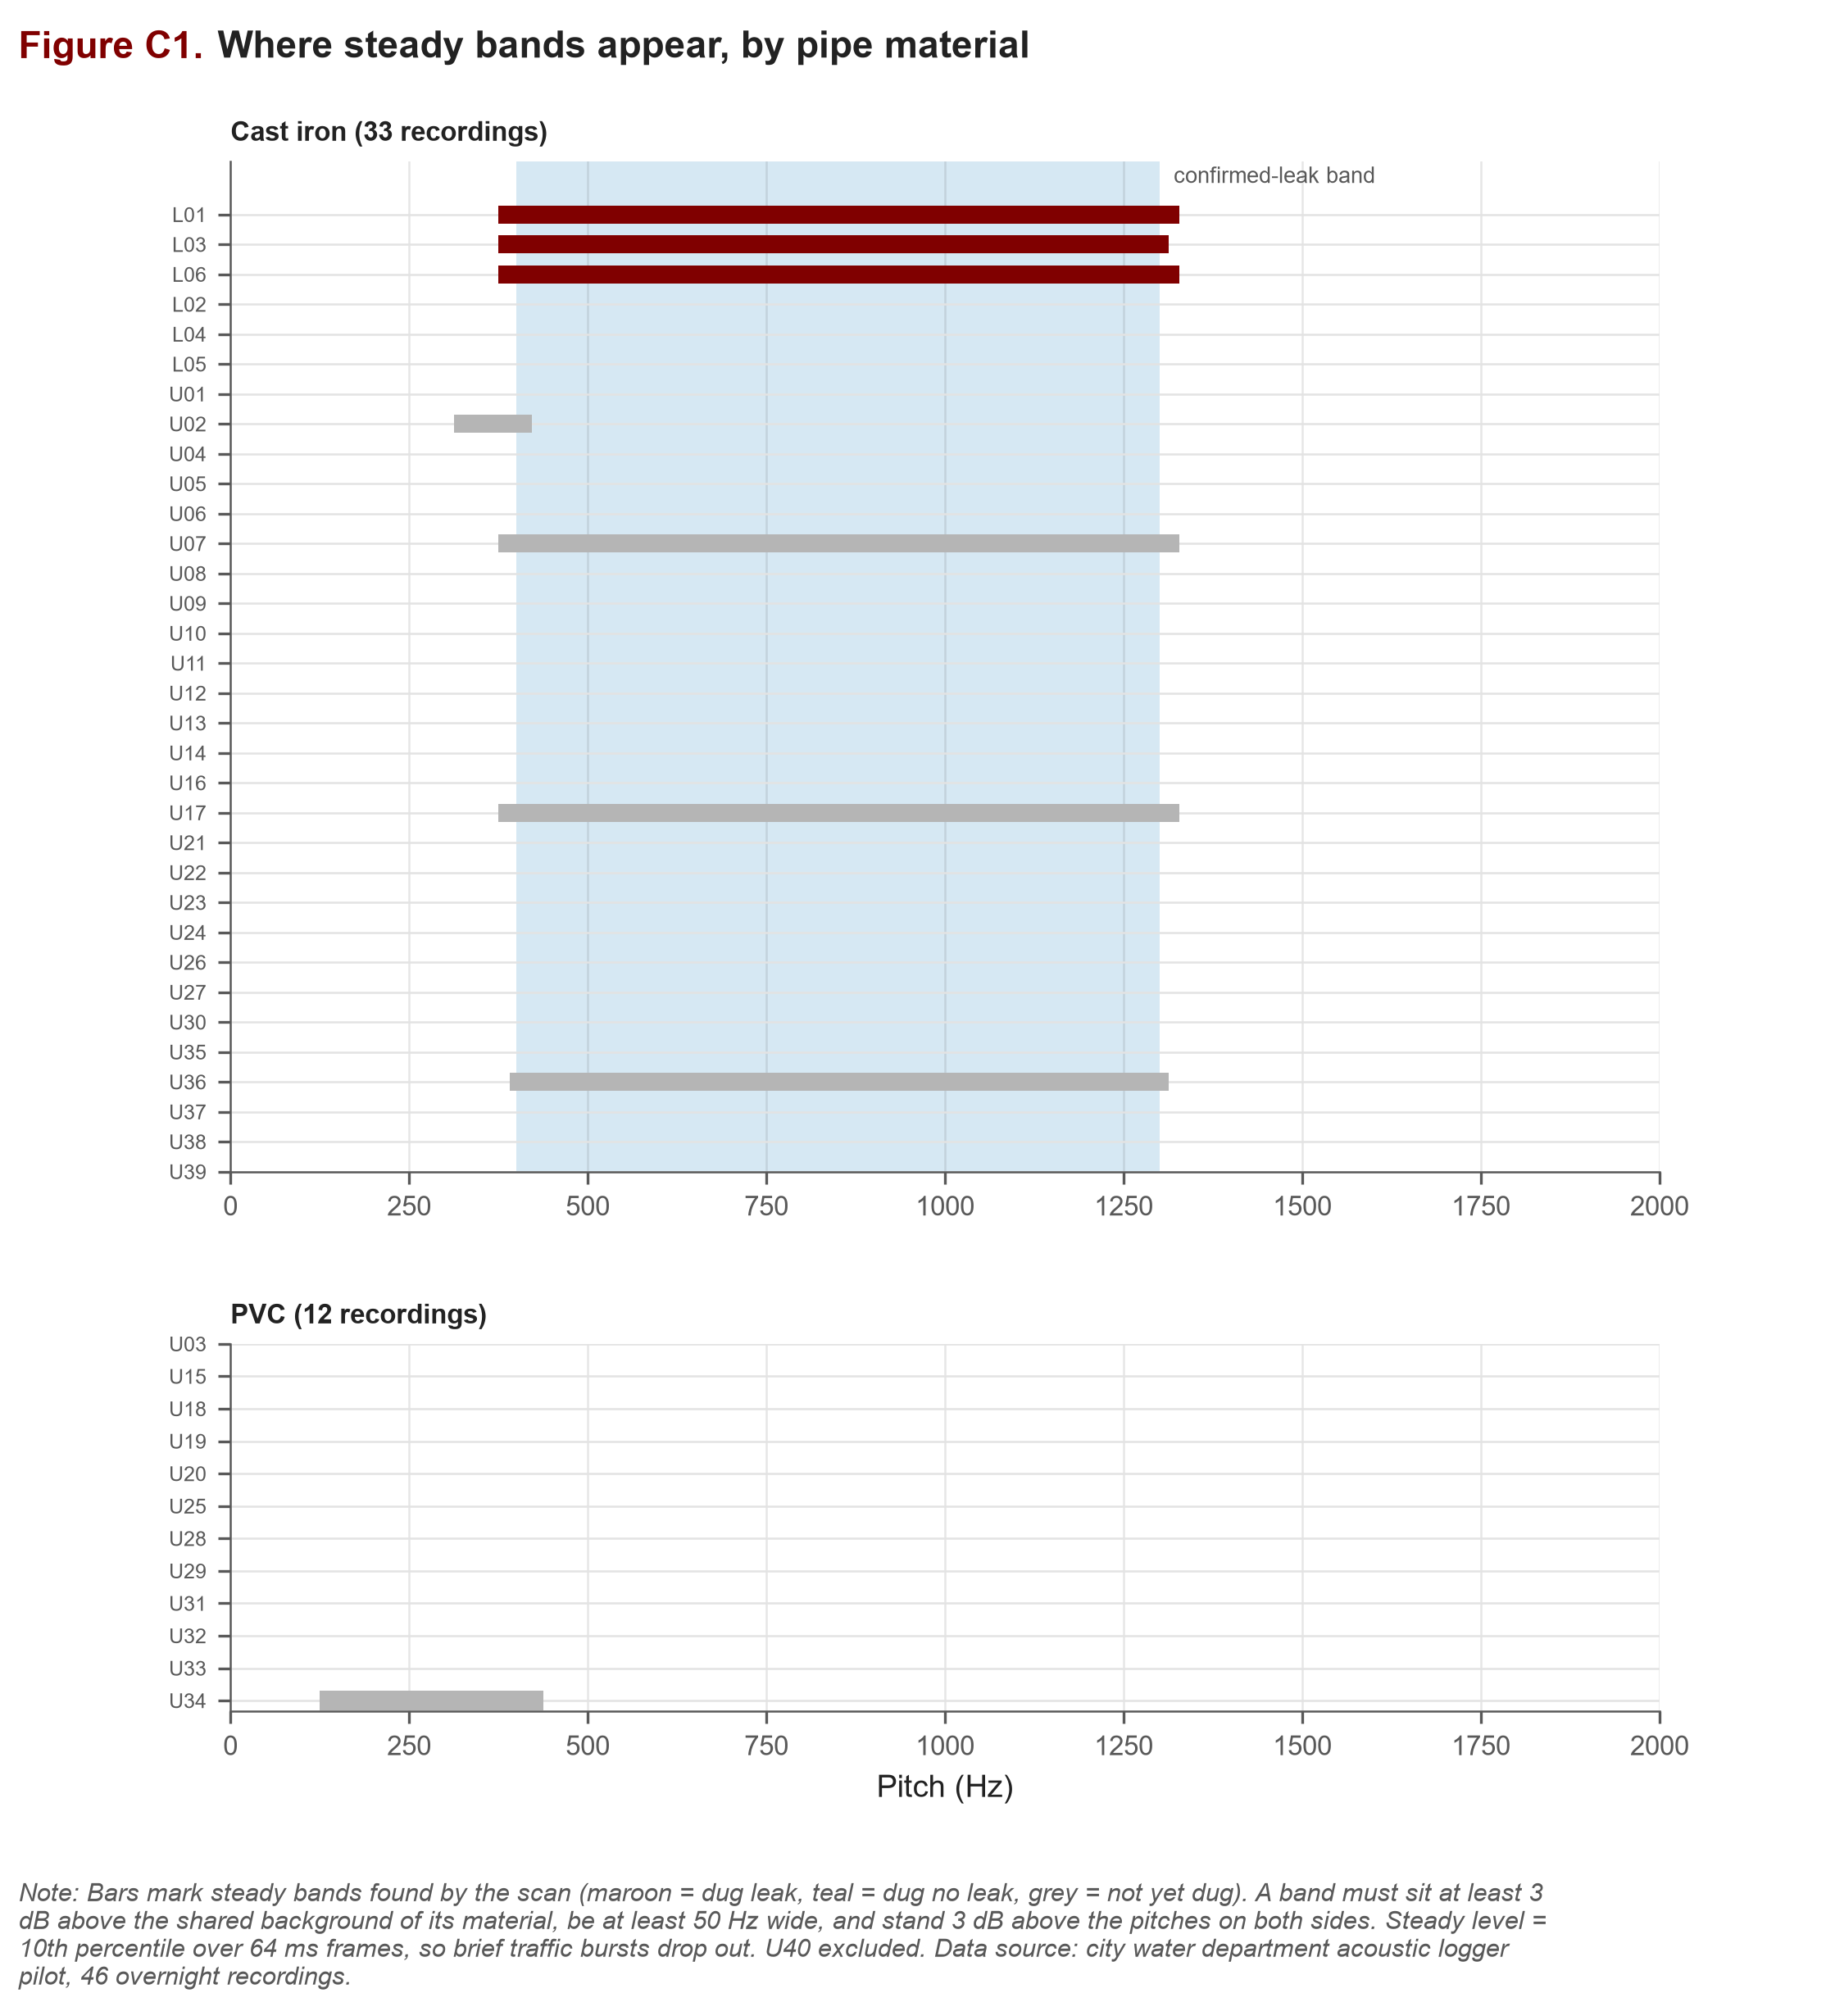 Figure C1. Where steady bands appear, by pipe material
Cast iron (33 recordings)
confirmed-leak band
L01
L03
L06
L02
L04
L05
U01
U02
U04
U05
U06
U07
U08
U09
U10
U11
U12
U13
U14
U16
U17
U21
U22
U23
U24
U26
U27
U30
U35
U36
U37
U38
U39
0 250 500 750 1000 1250 1500 1750 2000
PVC (12 recordings)
U03
U15
U18
U19
U20
U25
U28
U29
U31
U32
U33
U34
0 250 500 750 1000 1250 1500 1750 2000
Pitch (Hz)
Note: Bars mark steady bands found by the scan (maroon = dug leak, teal = dug no leak, grey = not yet dug). A band must sit at least 3
dB above the shared background of its material, be at least 50 Hz wide, and stand 3 dB above the pitches on both sides. Steady level =
10th percentile over 64 ms frames, so brief traffic bursts drop out. U40 excluded. Data source: city water department acoustic logger
pilot, 46 overnight recordings.